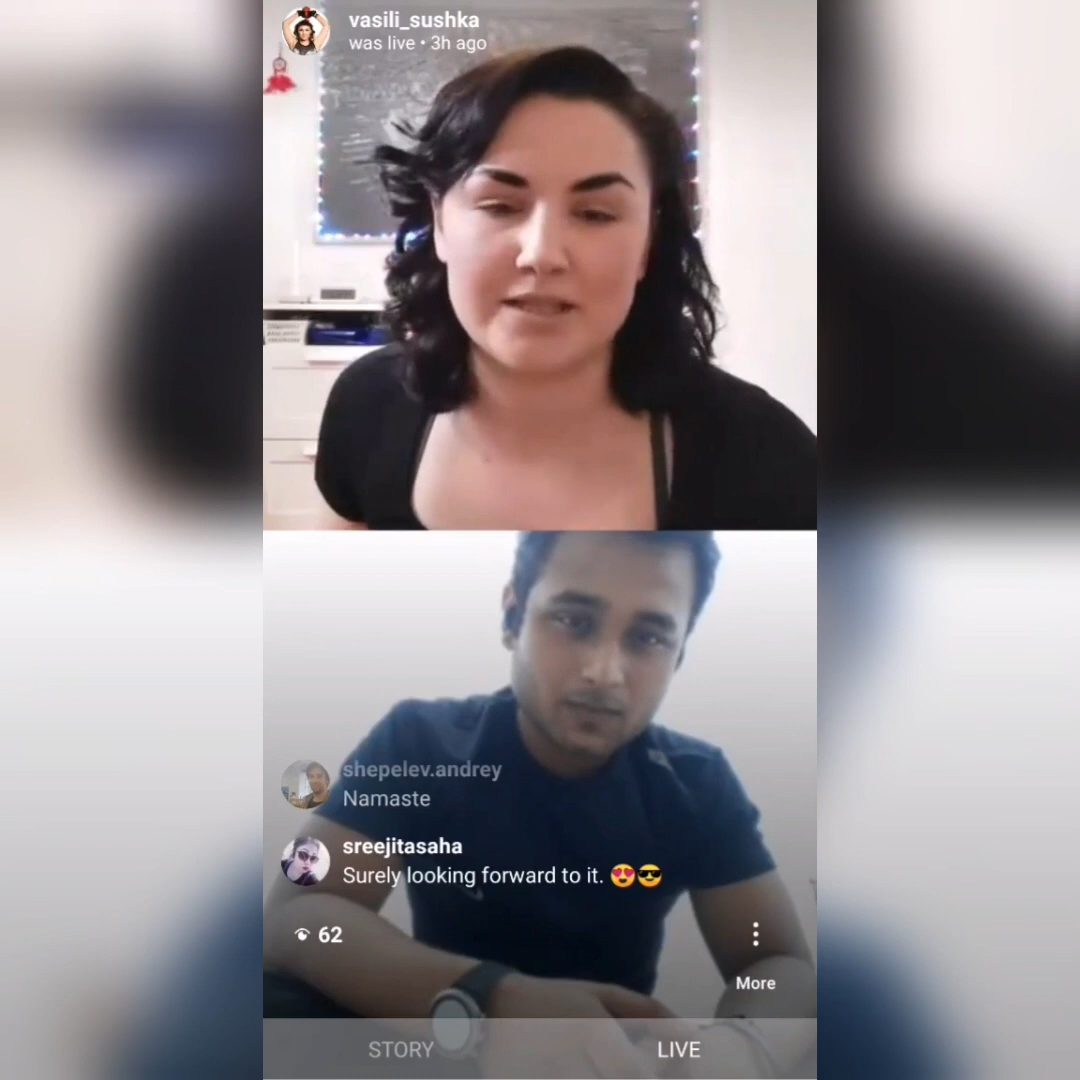 vasili_sushka
was live • 3h ago
shepelev.andrey
Namaste
sreejitasaha
Surely looking forward to it. 😍😎
62
More
STORY
LIVE